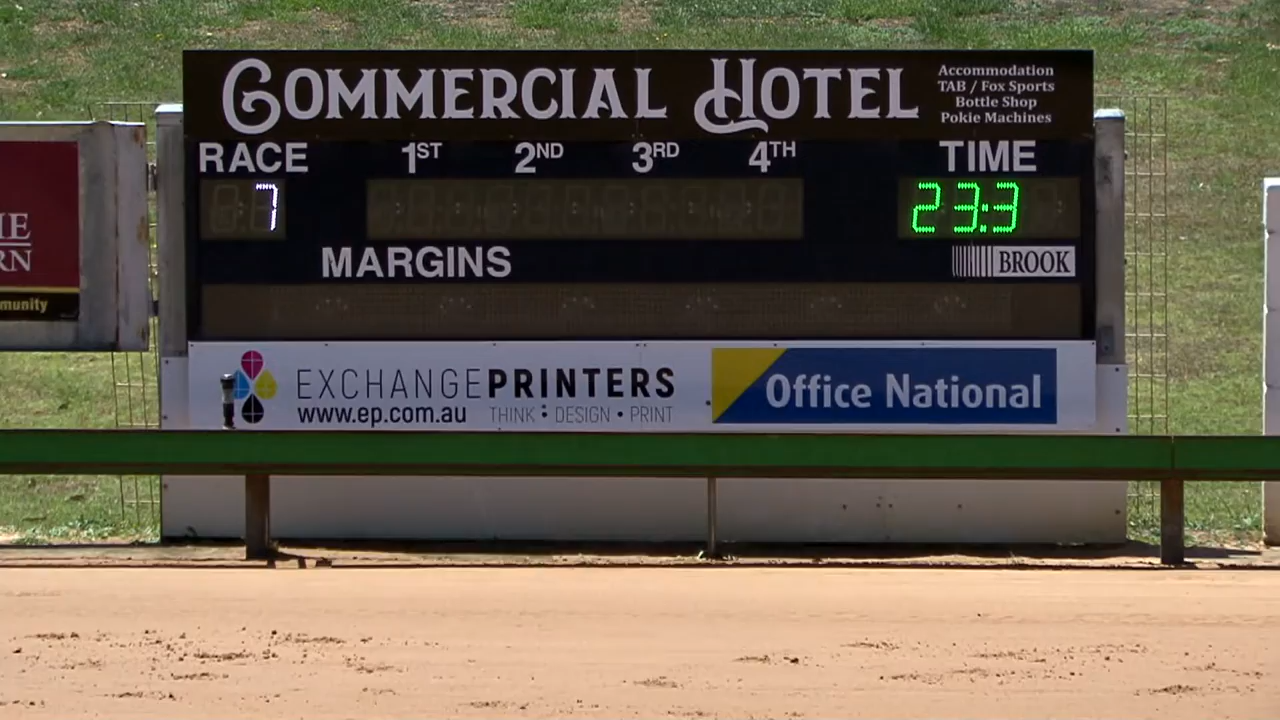 COMMERCIAL HOTEL
Accommodation
TAB / Fox Sports
Bottle Shop
Pokie Machines
RACE 1ST 2ND 3RD 4TH TIME
7 23:3
MARGINS BROOK
munity
EXCHANGEPRINTERS
www.ep.com.au THINK : DESIGN • PRINT
Office National